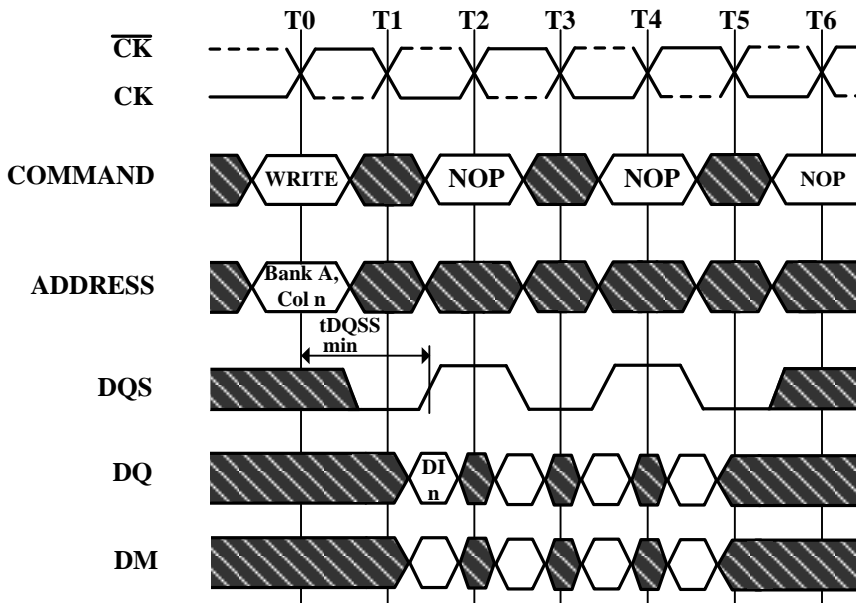 T0 T1 T2 T3 T4 T5 T6
CK
CK
COMMAND WRITE NOP NOP NOP
ADDRESS Bank A,
Col n
tDQSS
min
DQS
DQ DI
n
DM